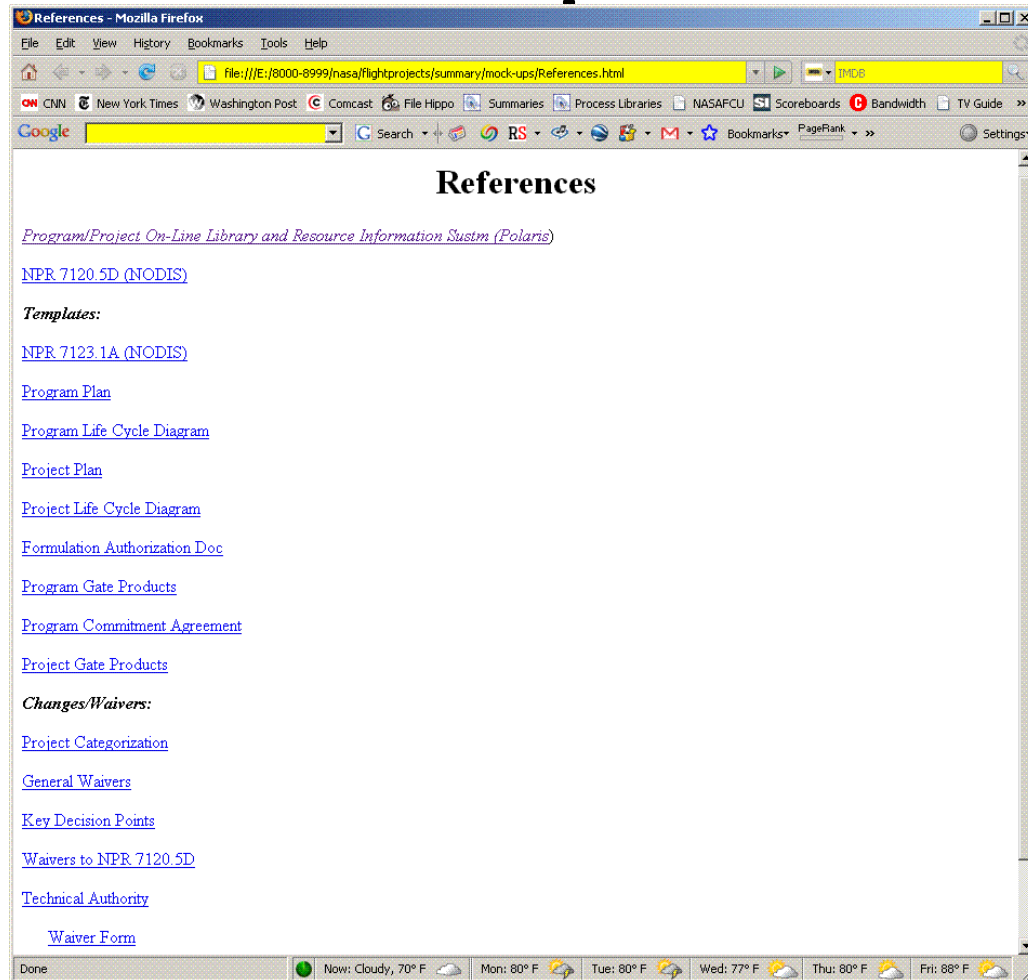 References - Mozilla Firefox
File Edit View History Bookmarks Tools Help
file:///E:/8000-8999/nasa/flightprojects/summary/mock-ups/References.html IMDB
CNN New York Times Washington Post Comcast File Hippo Summaries Process Libraries NASAFCU Scoreboards Bandwidth TV Guide »
Google G Search RS Bookmarks PageRank » Settings
References
Program/Project On-Line Library and Resource Information Sustm (Polaris)
NPR 7120.5D (NODIS)
Templates:
NPR 7123.1A (NODIS)
Program Plan
Program Life Cycle Diagram
Project Plan
Project Life Cycle Diagram
Formulation Authorization Doc
Program Gate Products
Program Commitment Agreement
Project Gate Products
Changes/Waivers:
Project Categorization
General Waivers
Key Decision Points
Waivers to NPR 7120.5D
Technical Authority
Waiver Form
Done Now: Cloudy, 70° F Mon: 80° F Tue: 80° F Wed: 77° F Thu: 80° F Fri: 88° F